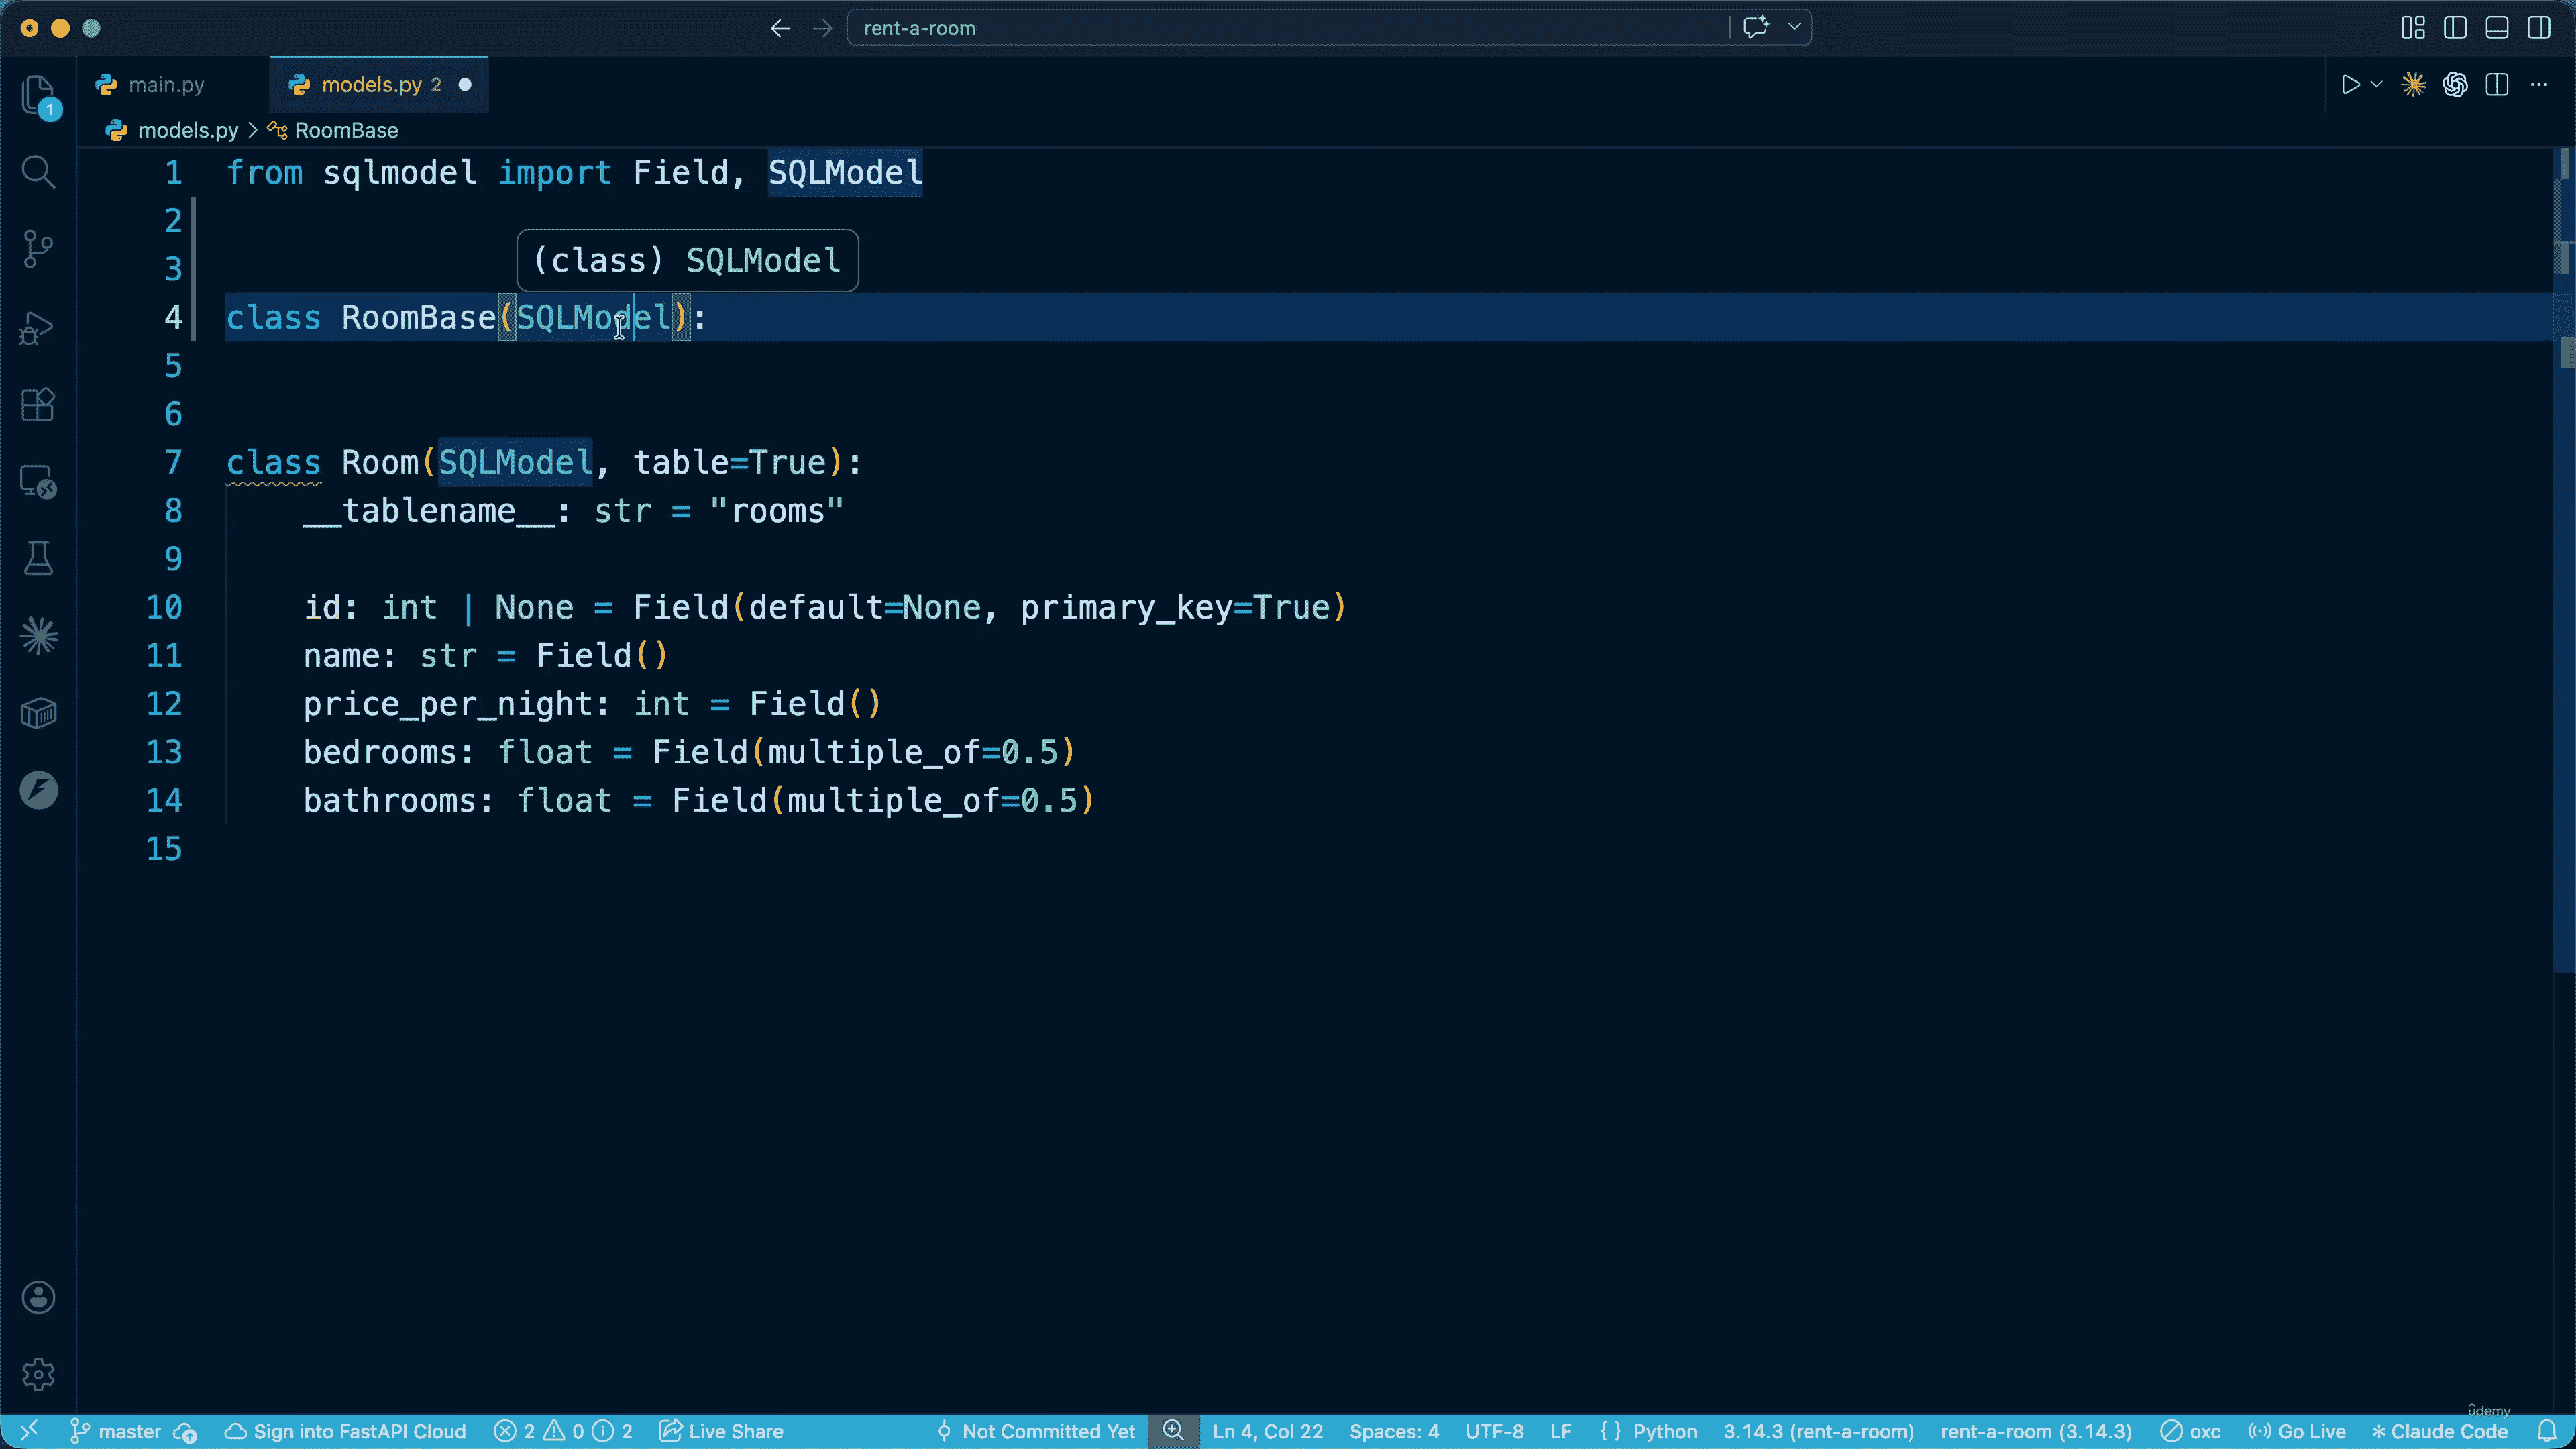 rent-a-room
main.py
models.py 2
models.py > RoomBase
1 from sqlmodel import Field, SQLModel
2
(class) SQLModel
3
4 class RoomBase(SQLModel):
5
6
7 class Room(SQLModel, table=True):
8 __tablename__: str = "rooms"
9
10 id: int | None = Field(default=None, primary_key=True)
11 name: str = Field()
12 price_per_night: int = Field()
13 bedrooms: float = Field(multiple_of=0.5)
14 bathrooms: float = Field(multiple_of=0.5)
15
1
udemy
master Sign into FastAPI Cloud 2 0 2 Live Share Not Committed Yet Ln 4, Col 22 Spaces: 4 UTF-8 LF { } Python 3.14.3 (rent-a-room) rent-a-room (3.14.3) oxc Go Live Claude Code